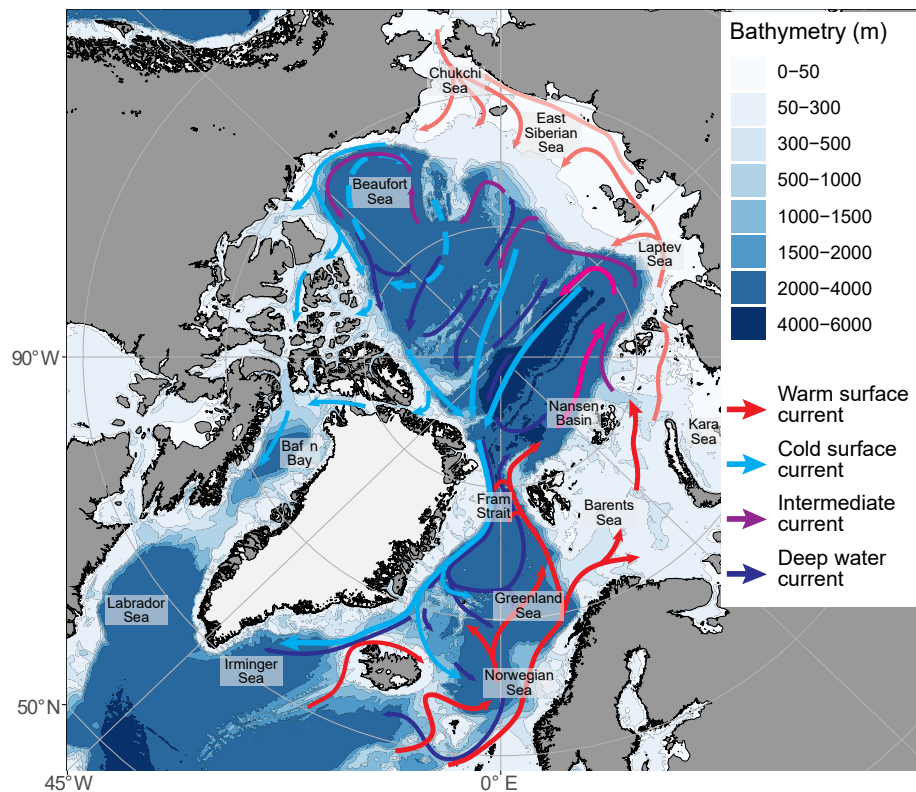 Bathymetry (m)
0−50
50−300
300−500
500−1000
1000−1500
1500−2000
2000−4000
4000−6000
Warm surface
current
Cold surface
current
Intermediate
current
Deep water
current
Chukchi
Sea
East
Siberian
Sea
Beaufort
Sea
Laptev
Sea
90°W
Nansen
Basin
Kara
Sea
Baf n
Bay
Fram
Strait
Barents
Sea
Labrador
Sea
Greenland
Sea
Irminger
Sea
Norwegian
Sea
50°N
45°W
0° E